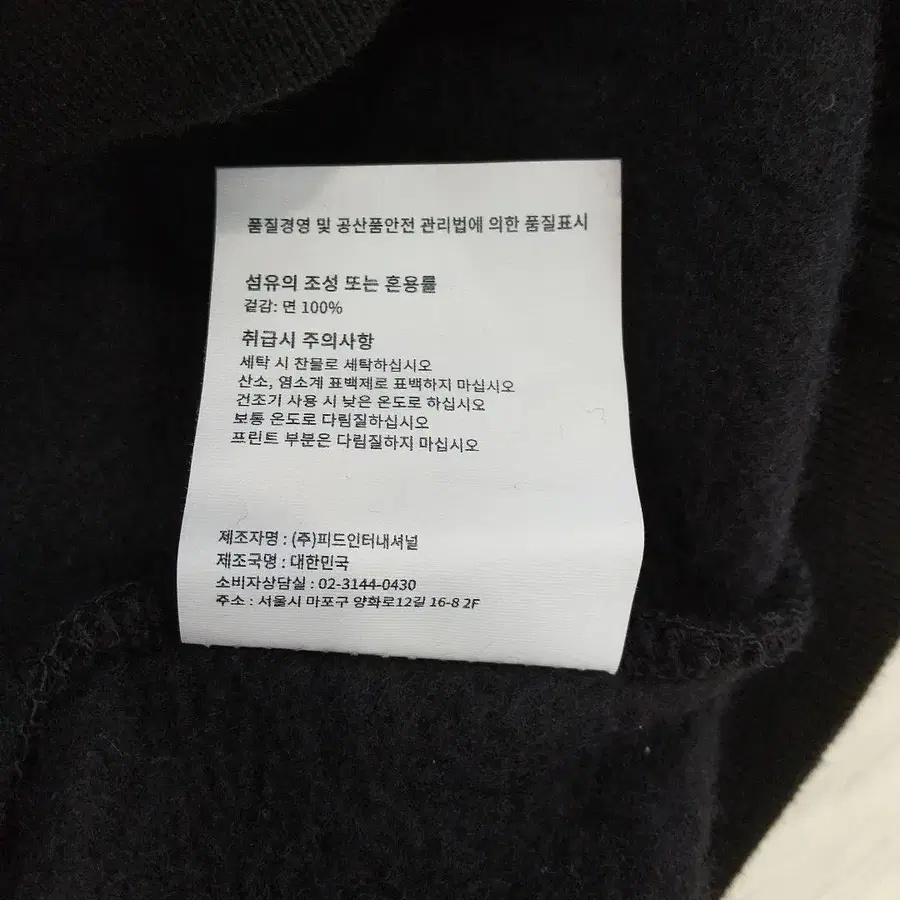 품질경영 및 공산품안전 관리법에 의한 품질표시
섬유의 조성 또는 혼용률
겉감: 면 100%
취급시 주의사항
세탁 시 찬물로 세탁하십시오
산소, 염소계 표백제로 표백하지 마십시오
건조기 사용 시 낮은 온도로 하십시오
보통 온도로 다림질하십시오
프린트 부분은 다림질하지 마십시오
제조자명 : (주)피드인터내셔널
제조국명 : 대한민국
소비자상담실 : 02-3144-0430
주소 : 서울시 마포구 양화로12길 16-8 2F